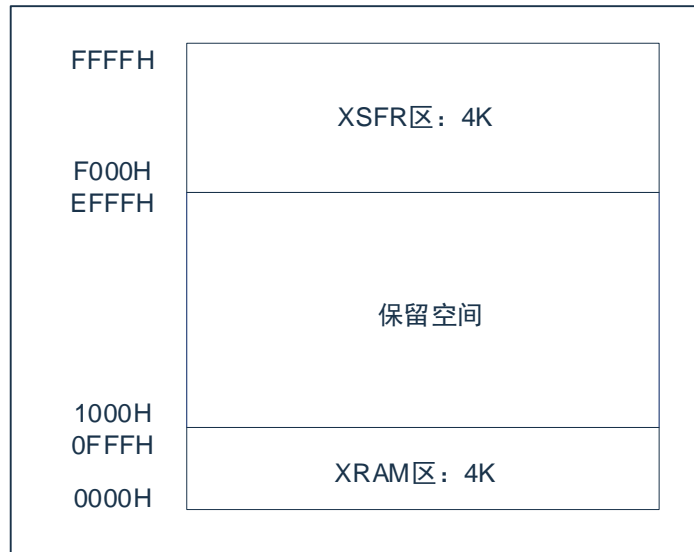 FFFFH
XSFR区：4K
F000H
EFFFH
保留空间
1000H
0FFFH
XRAM区：4K
0000H